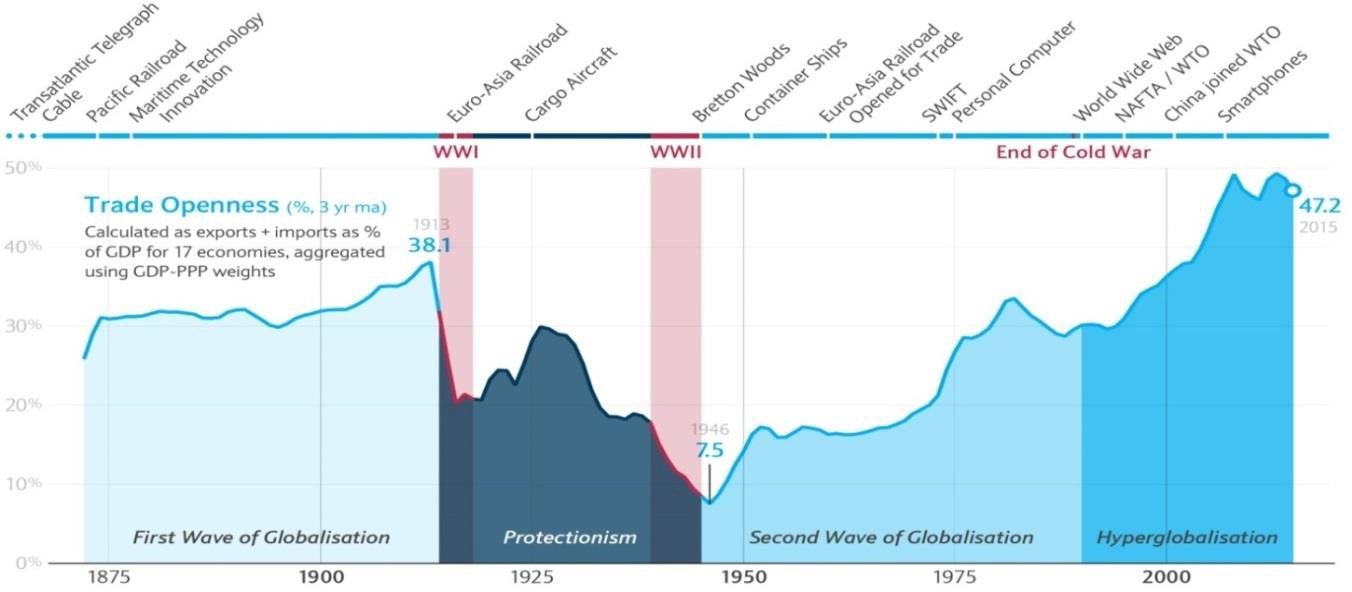 Transatlantic Telegraph
Cable
Pacific Railroad
Maritime Technology
Innovation
Euro-Asia Railroad
Cargo Aircraft
Bretton Woods
Container Ships
Euro-Asia Railroad
Opened for Trade
SWIFT
Personal Computer
World Wide Web
NAFTA / WTO
China joined WTO
Smartphones
WWI
WWII
End of Cold War
50%
40%
30%
20%
10%
0%
Trade Openness (%, 3 yr ma)
Calculated as exports + imports as %
of GDP for 17 economies, aggregated
using GDP-PPP weights
1913
38.1
1946
7.5
47.2
2015
First Wave of Globalisation
Protectionism
Second Wave of Globalisation
Hyperglobalisation
1875
1900
1925
1950
1975
2000